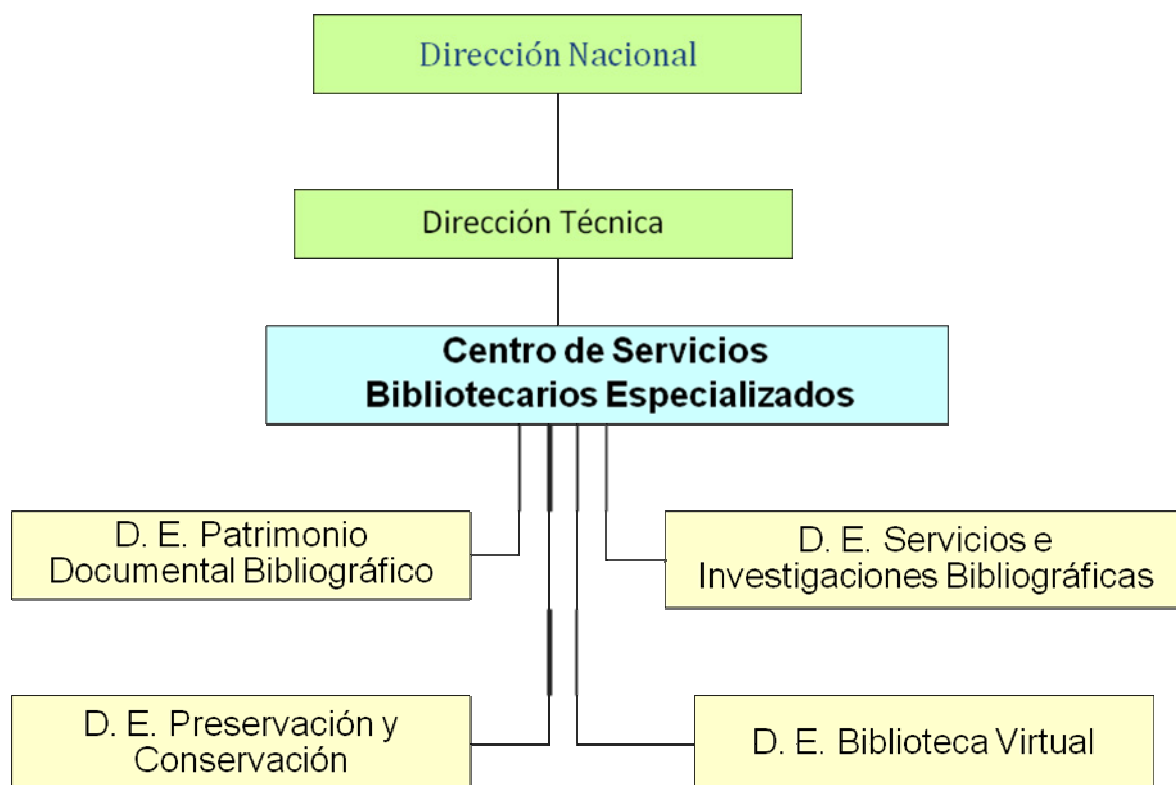 Dirección Nacional
Dirección Técnica
Centro de Servicios
Bibliotecarios Especializados
D. E. Patrimonio
Documental Bibliográfico
D. E. Servicios e
Investigaciones Bibliográficas
D. E. Preservación y
Conservación
D. E. Biblioteca Virtual